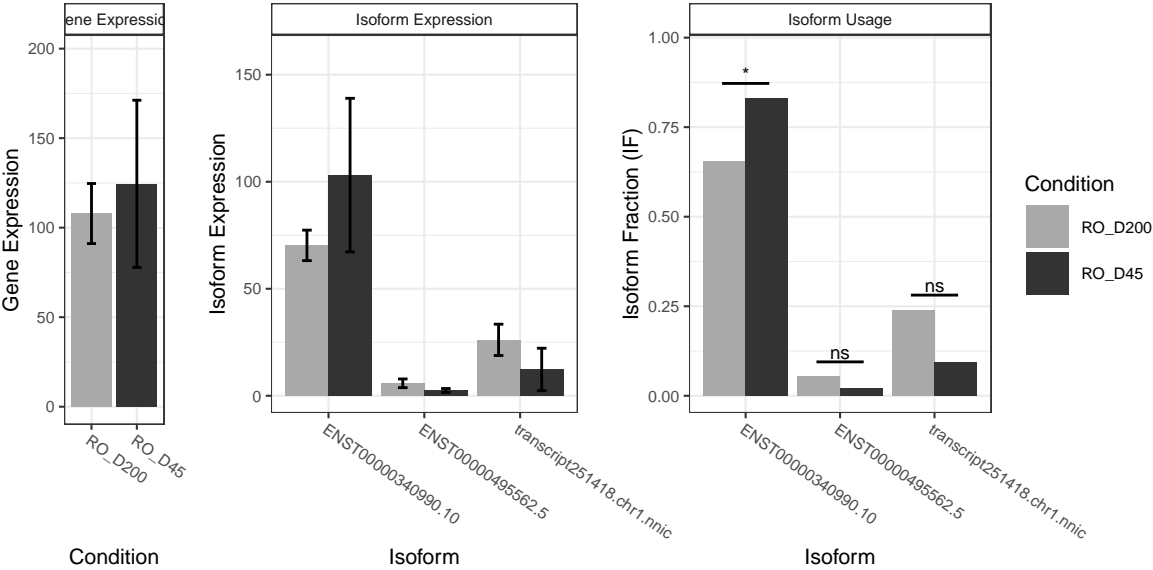 ene Expressio
Gene Expression
200
150
100
50
0
RO_D200
RO_D45
Condition
Isoform Expression
Isoform Expression
150
100
50
0
ENST00000340990.10
ENST00000495562.5
transcript251418.chr1.nnic
Isoform
Isoform Usage
Isoform Fraction (IF)
1.00
0.75
0.50
0.25
0.00
*
ns
ns
ENST00000340990.10
ENST00000495562.5
transcript251418.chr1.nnic
Isoform
Condition
RO_D200
RO_D45